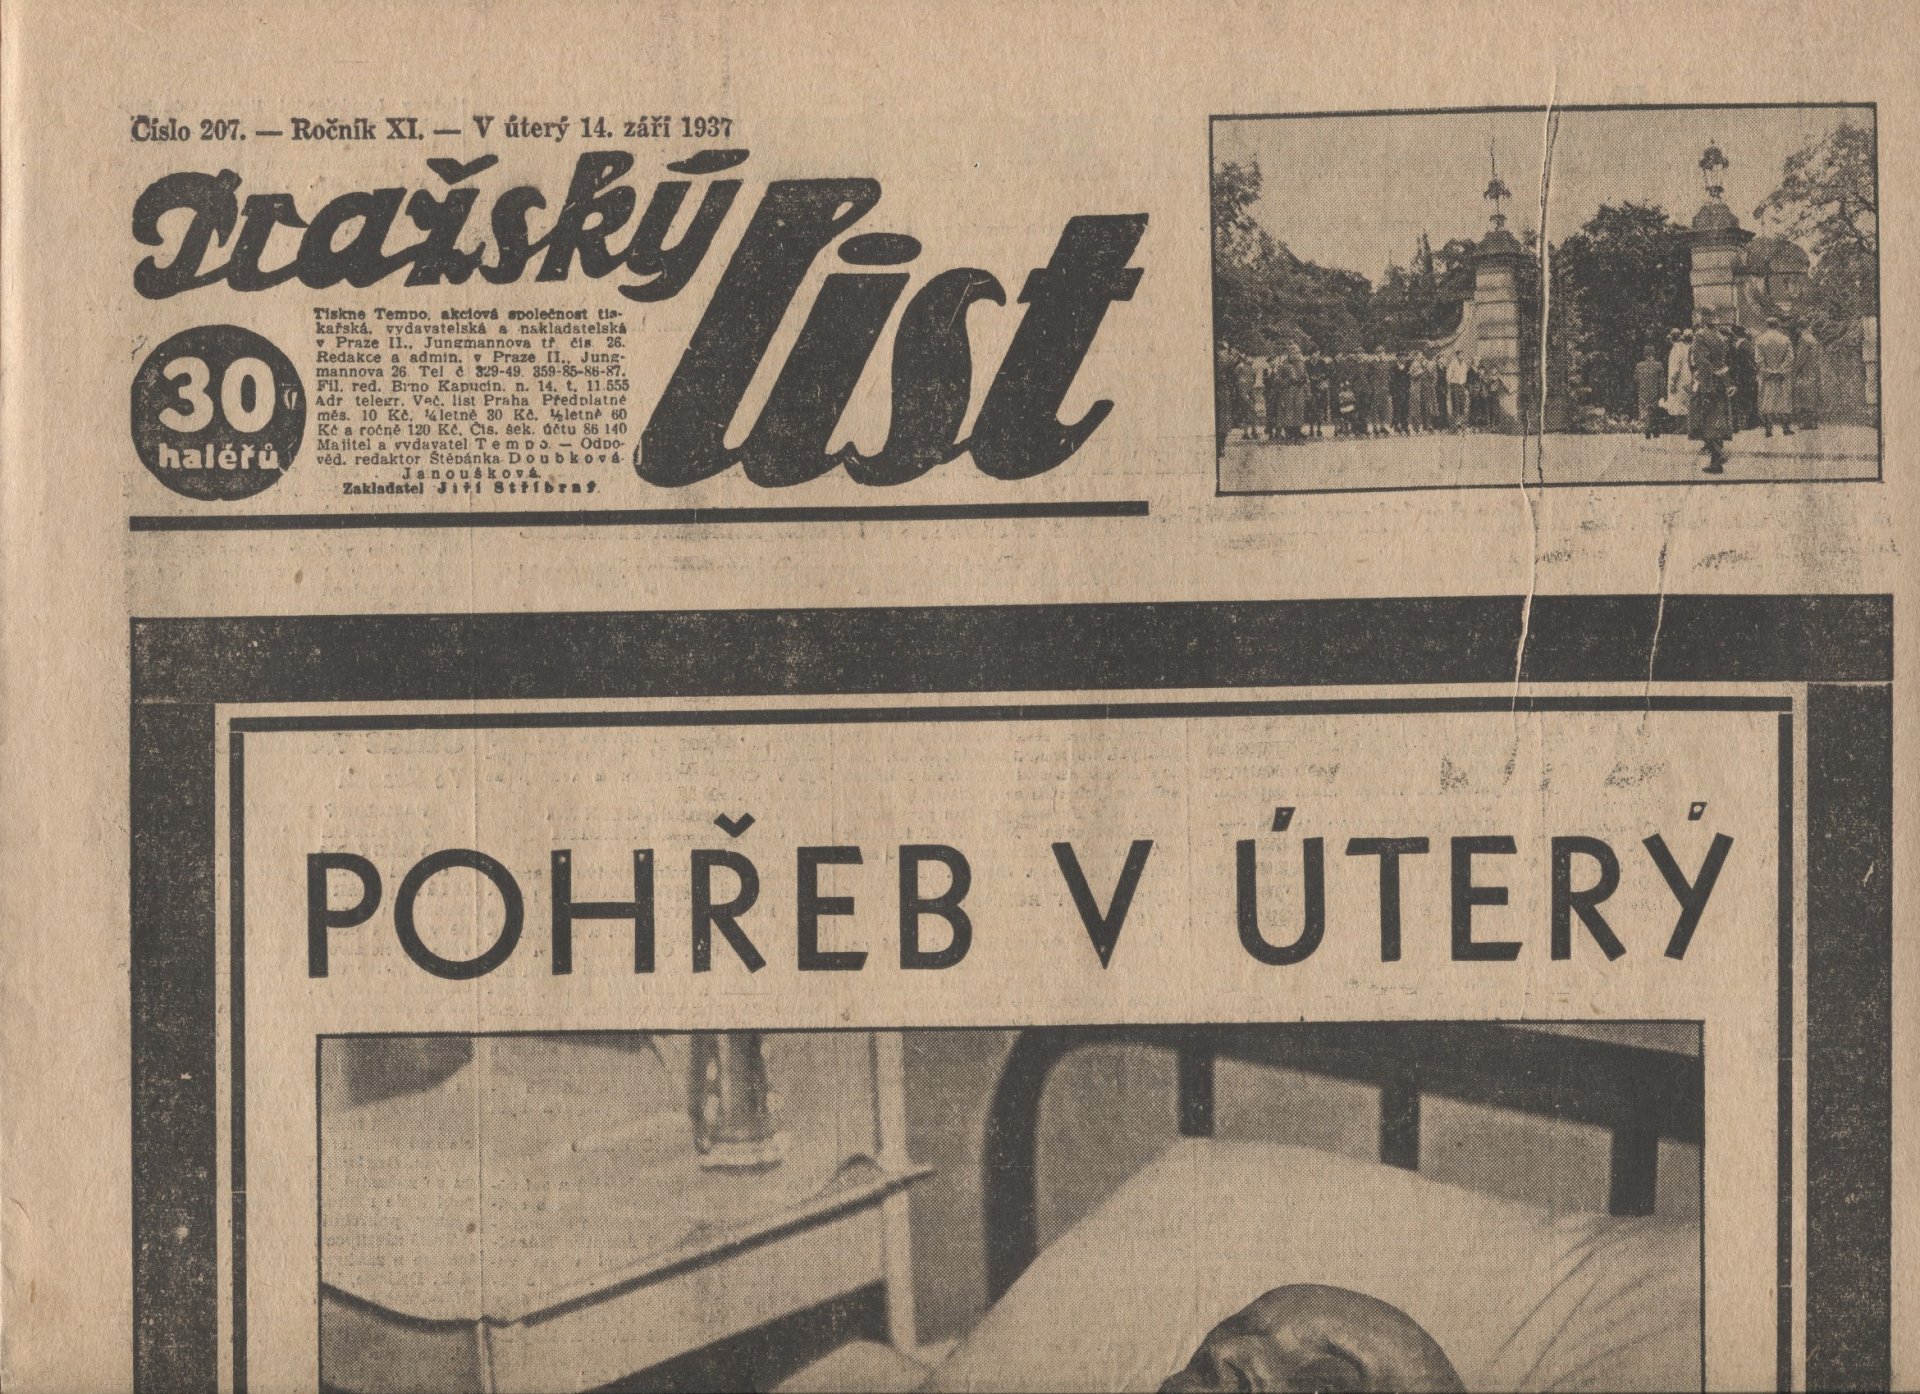 Číslo 207. — Ročník XI. — V úterý 14. září 1937
Pražský list
30
haléřů
Tiskne Tempo, akciová společnost tis-
kařská, vydavatelská a nakladatelská
v Praze II., Jungmannova tř. čís 26.
Redakce a admin. v Praze II., Jung-
mannova 26. Tel č 329-49. 359-85-86-87.
Fil. red. Brno Kapucín. n. 14. t. 11.555
Adr telegr. Več. list Praha Předplatné
měs. 10 Kč, ¼letně 30 Kč, ½letně 60
Kč a ročně 120 Kč. Čís. šek. účtu 86 140
Majitel a vydavatel Tempo. — Odpo-
věd. redaktor Štěpánka Doubková-
Janoušková.
Zakladatel Jiří Stříbrný.
POHŘEB V ÚTERÝ